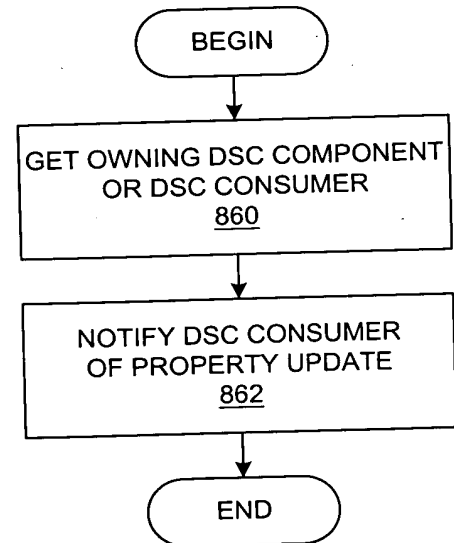 BEGIN
GET OWNING DSC COMPONENT
OR DSC CONSUMER
860
NOTIFY DSC CONSUMER
OF PROPERTY UPDATE
862
END